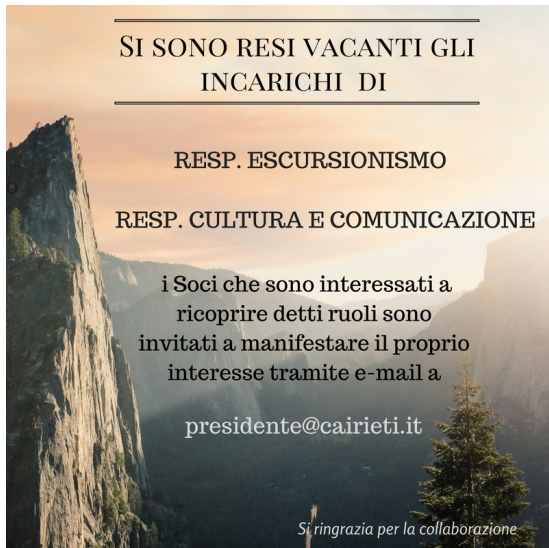 Si sono resi vacanti gli
incarichi di
RESP. ESCURSIONISMO
RESP. CULTURA E COMUNICAZIONE
i Soci che sono interessati a
ricoprire detti ruoli sono
invitati a manifestare il proprio
interesse tramite e-mail a
presidente@cairieti.it
Si ringrazia per la collaborazione